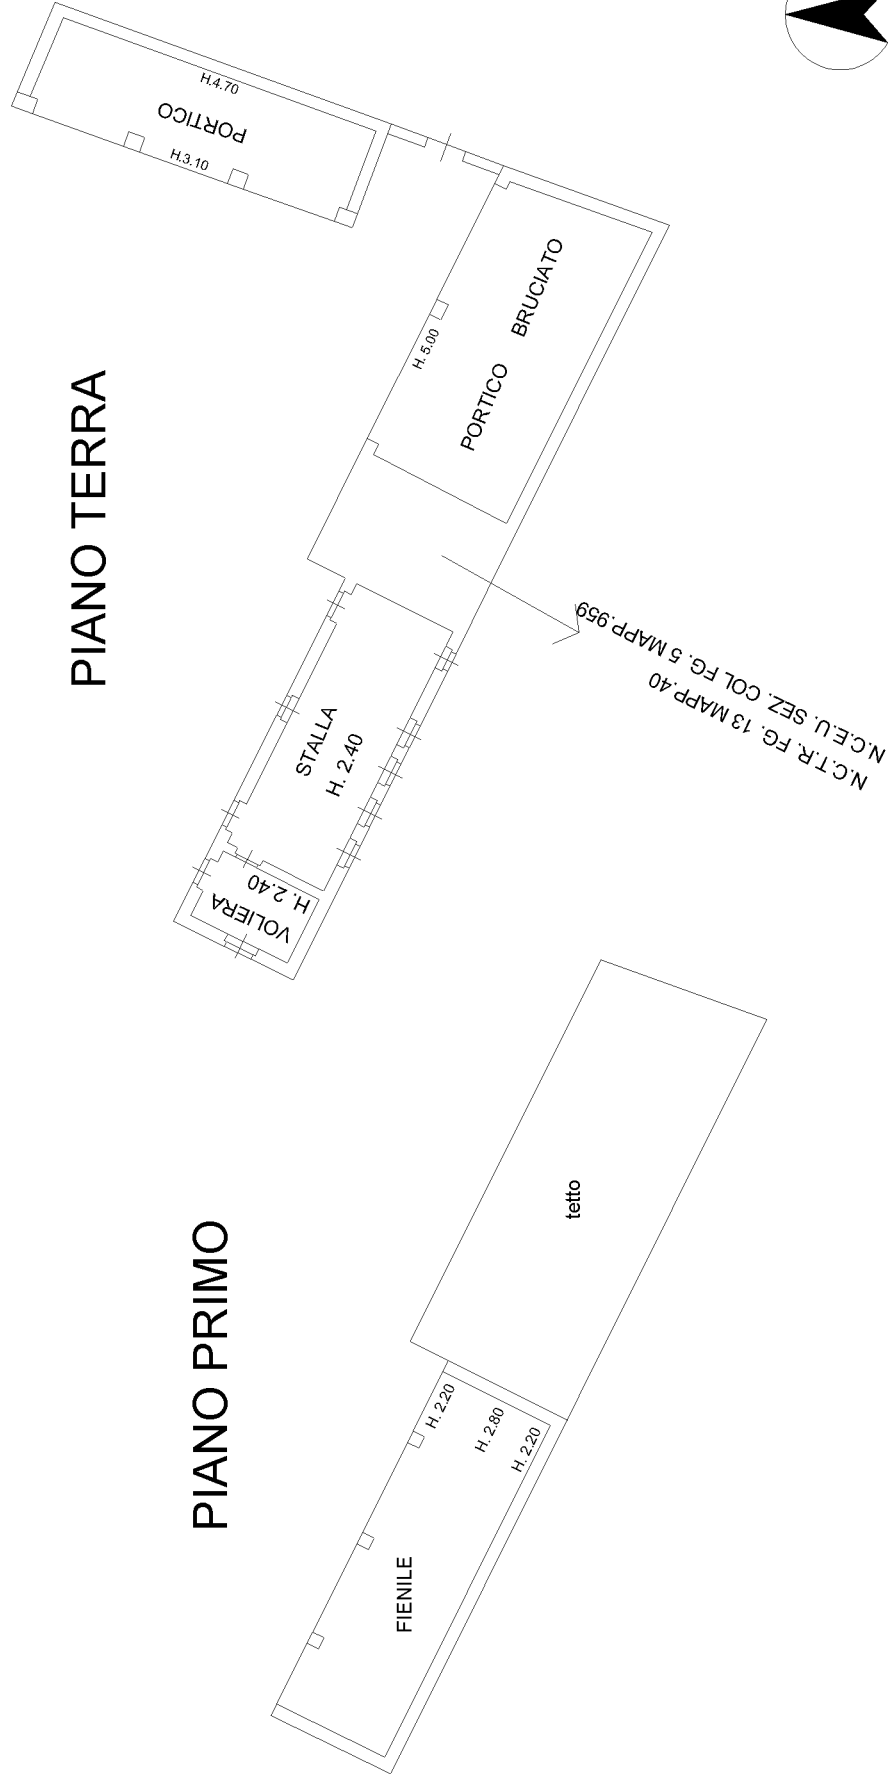 PIANO TERRA
H.4.70
PORTICO
H.3.10
H. 5.00
PORTICO BRUCIATO
STALLA
H. 2.40
VOLIERA
H. 2.40
N.C.E.U. SEZ. COL FG. 5 MAPP.959
N.C.T.R. FG. 13 MAPP.40
PIANO PRIMO
tetto
H. 2.20
H. 2.80
H. 2.20
FIENILE